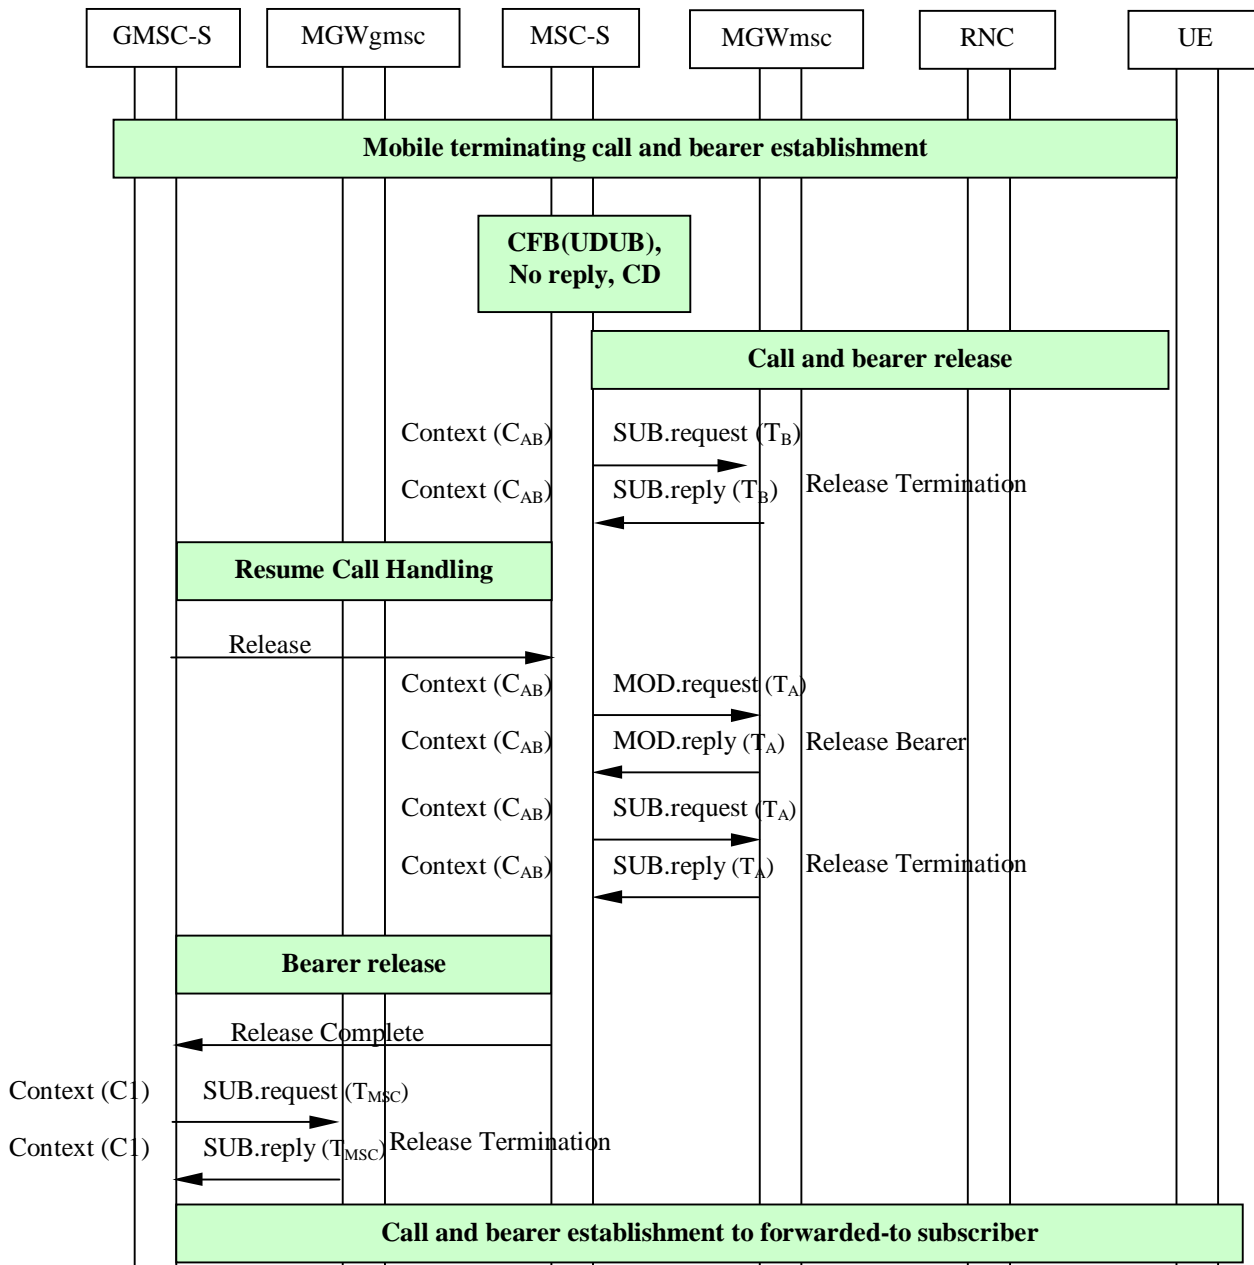 GMSC-S MGWgmsc MSC-S MGWmsc RNC UE
Mobile terminating call and bearer establishment
CFB(UDUB),
No reply, CD
Call and bearer release
Context (CAB) SUB.request (TB)
Context (CAB) SUB.reply (TB) Release Termination
Resume Call Handling
Release
Context (CAB) MOD.request (TA)
Context (CAB) MOD.reply (TA) Release Bearer
Context (CAB) SUB.request (TA)
Context (CAB) SUB.reply (TA) Release Termination
Bearer release
Release Complete
Context (C1) SUB.request (TMSC)
Context (C1) SUB.reply (TMSC) Release Termination
Call and bearer establishment to forwarded-to subscriber